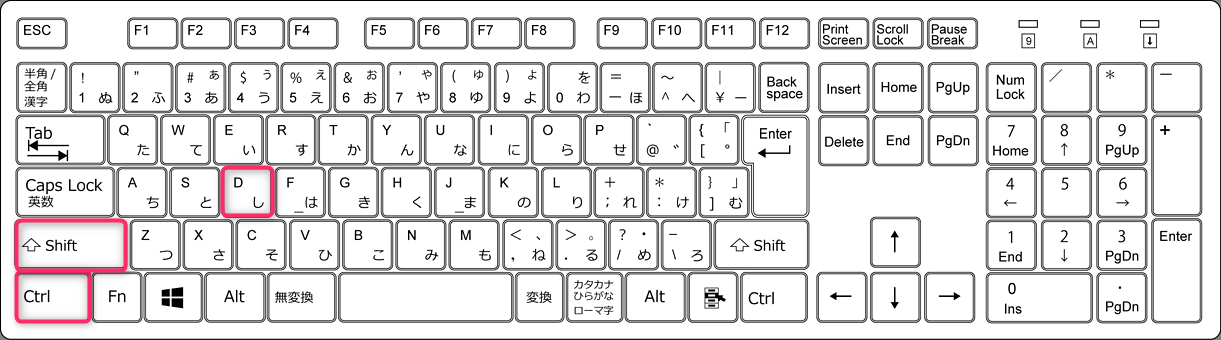 ESC F1 F2 F3 F4 F5 F6 F7 F8 F9 F10 F11 F12 Print Screen Scroll Lock Pause Break 9 A ↓
半角/全角 漢字 ! 1 ぬ ” 2 ふ # ぁ 3 あ $ ぅ 4 う % ぇ 5 え & ぉ 6 お ’ ゃ 7 や ( ゅ 8 ゆ ) ょ 9 よ を 0 わ = ー ほ ～ ^ へ | ¥ ー Back space Insert Home PgUp Num Lock ／ ＊ －
Tab Q た W て E い R す T か Y ん U な I に O ら P せ ` @ ゛ { 「 [ ° Enter Delete End PgDn 7 Home 8 ↑ 9 PgUp +
Caps Lock 英数 A ち S と D し F _は G き H く J _ま K の L り + ; れ * : け } 」 ] む 4 ← 5 6 →
Shift Z つ X さ C そ V ひ B こ N み M も < 、 , ね > 。 . る ? ・ / め _ \ ろ Shift ↑ 1 End 2 ↓ 3 PgDn Enter
Ctrl Fn Alt 無変換 変換 カタカナ ひらがな ローマ字 Alt Ctrl ← ↓ → 0 Ins . PgDn